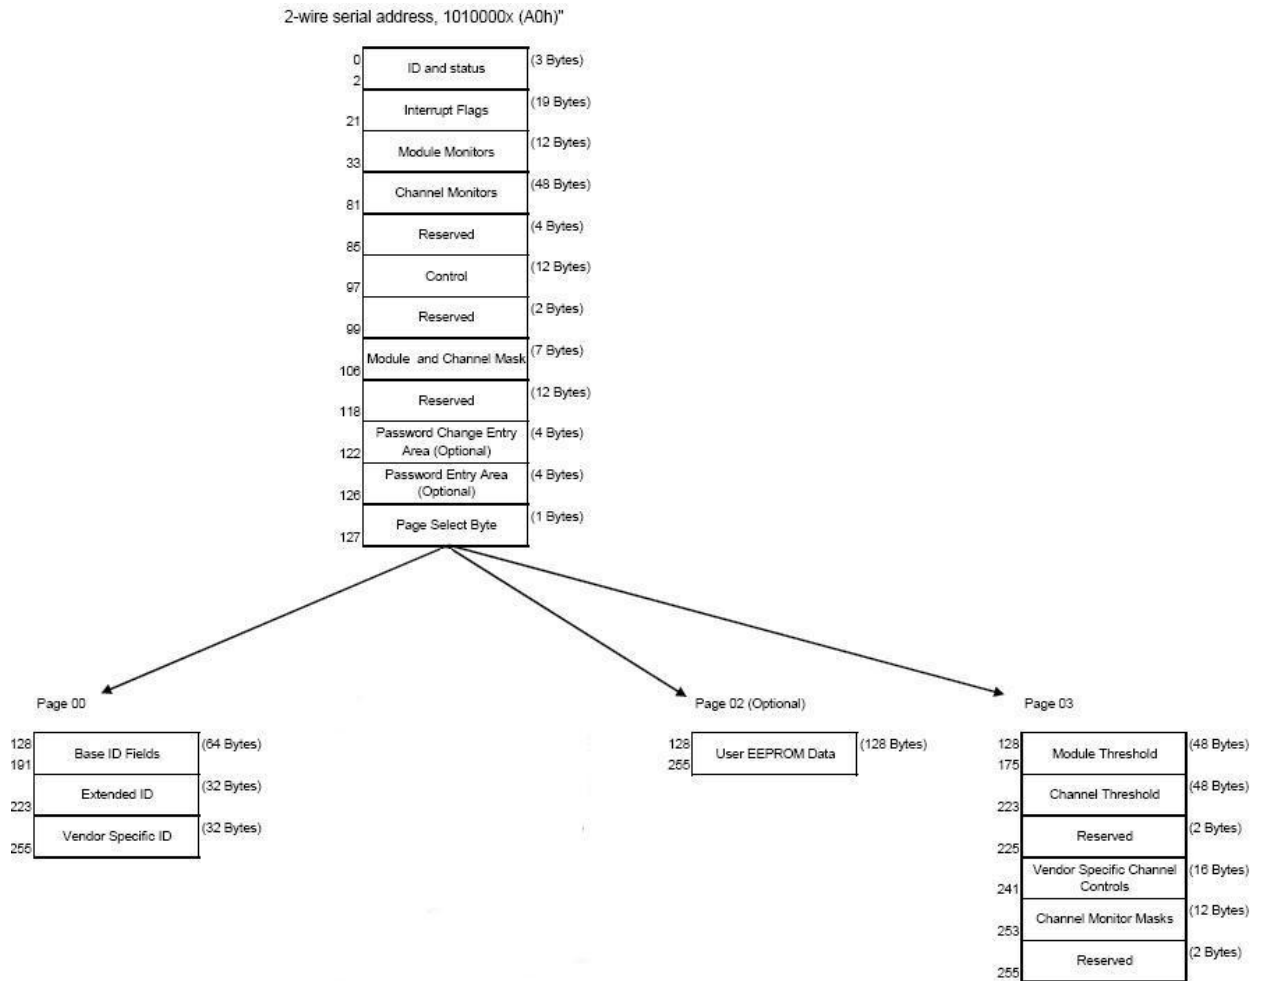 2-wire serial address, 1010000x (A0h)"
0
ID and status
(3 Bytes)
2
Interrupt Flags
(19 Bytes)
21
Module Monitors
(12 Bytes)
33
Channel Monitors
(48 Bytes)
81
Reserved
(4 Bytes)
85
Control
(12 Bytes)
97
Reserved
(2 Bytes)
99
Module and Channel Mask
(7 Bytes)
106
Reserved
(12 Bytes)
118
Password Change Entry
Area (Optional)
(4 Bytes)
122
Password Entry Area
(Optional)
(4 Bytes)
126
Page Select Byte
(1 Bytes)
127
Page 00
128
Base ID Fields
(64 Bytes)
191
Extended ID
(32 Bytes)
223
Vendor Specific ID
(32 Bytes)
255
Page 02 (Optional)
128
User EEPROM Data
(128 Bytes)
255
Page 03
128
Module Threshold
(48 Bytes)
175
Channel Threshold
(48 Bytes)
223
Reserved
(2 Bytes)
225
Vendor Specific Channel
Controls
(16 Bytes)
241
Channel Monitor Masks
(12 Bytes)
253
Reserved
(2 Bytes)
255